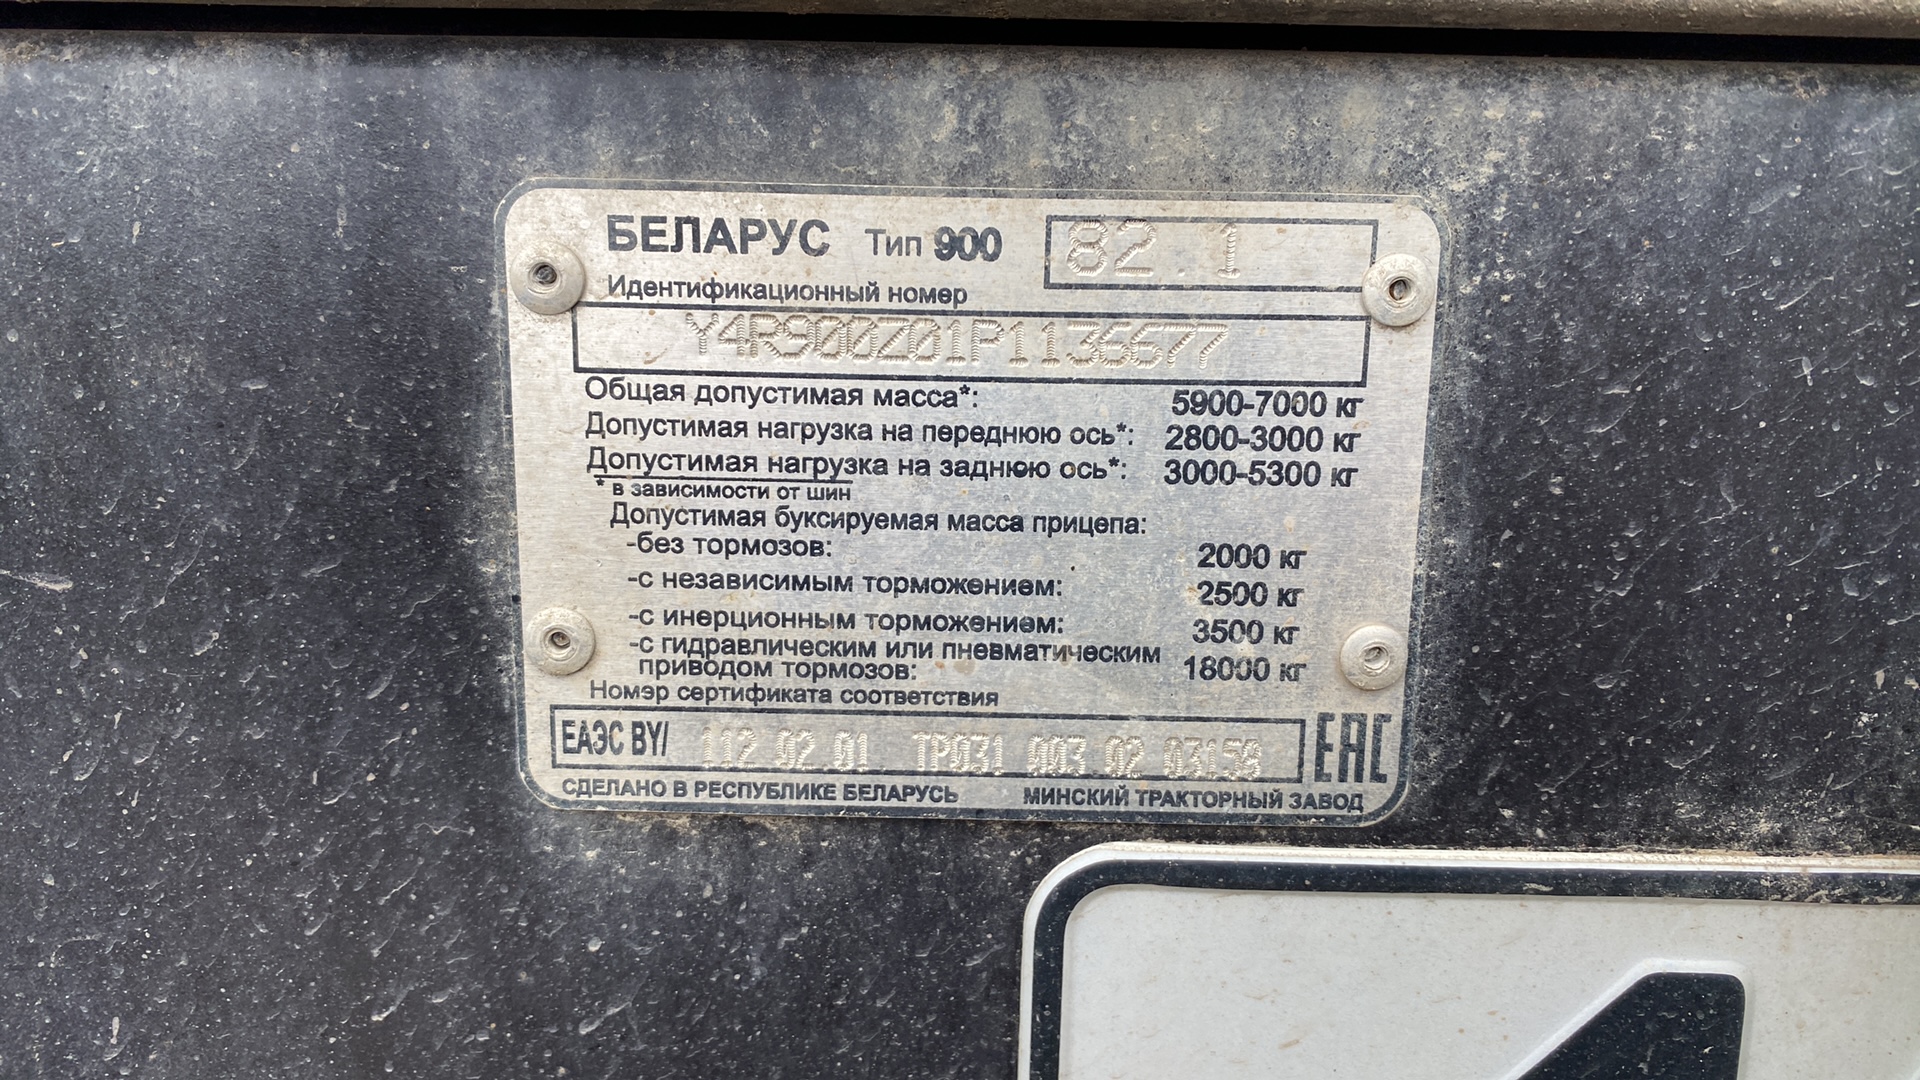 БЕЛАРУС Тип 900 82.1
Идентификационный номер
Y4R900Z01P1136677
Общая допустимая масса*: 5900-7000 кг
Допустимая нагрузка на переднюю ось*: 2800-3000 кг
Допустимая нагрузка на заднюю ось*: 3000-5300 кг
* в зависимости от шин
Допустимая буксируемая масса прицепа:
-без тормозов: 2000 кг
-с независимым торможением: 2500 кг
-с инерционным торможением: 3500 кг
-с гидравлическим или пневматическим
приводом тормозов: 18000 кг
Номэр сертификата соответствия
ЕАЭС BY/ 112 02.01 ТР031 003 02 03158 EAC
СДЕЛАНО В РЕСПУБЛИКЕ БЕЛАРУСЬ МИНСКИЙ ТРАКТОРНЫЙ ЗАВОД